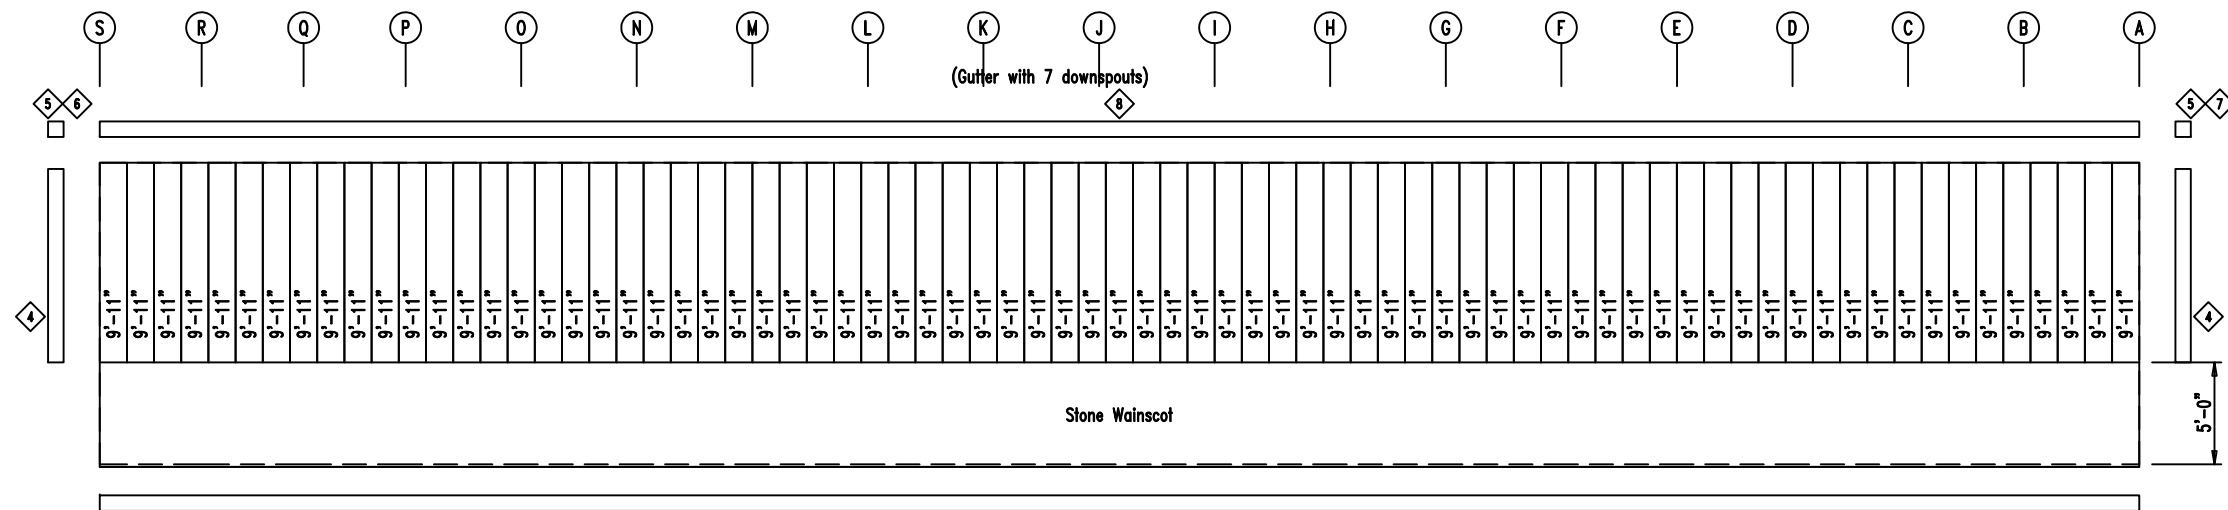 S R Q P O N M L K J I H G F E D C B A
(Gutter with 7 downspouts)
5 6 8 5 7
9'-11" 9'-11" 9'-11" 9'-11" 9'-11" 9'-11" 9'-11" 9'-11" 9'-11" 9'-11" 9'-11" 9'-11" 9'-11" 9'-11" 9'-11" 9'-11" 9'-11" 9'-11" 9'-11" 9'-11" 9'-11" 9'-11" 9'-11" 9'-11" 9'-11" 9'-11" 9'-11" 9'-11" 9'-11" 9'-11" 9'-11" 9'-11" 9'-11" 9'-11" 9'-11" 9'-11" 9'-11" 9'-11" 9'-11" 9'-11" 9'-11" 9'-11" 9'-11" 9'-11" 9'-11" 9'-11" 9'-11" 9'-11" 9'-11" 9'-11" 9'-11" 9'-11" 9'-11" 9'-11" 9'-11" 9'-11" 9'-11" 9'-11" 9'-11" 9'-11" 9'-11" 9'-11" 9'-11" 9'-11" 9'-11" 9'-11" 9'-11" 9'-11" 9'-11" 9'-11" 9'-11" 9'-11" 9'-11" 9'-11" 9'-11"
4 4
Stone Wainscot
5'-0"